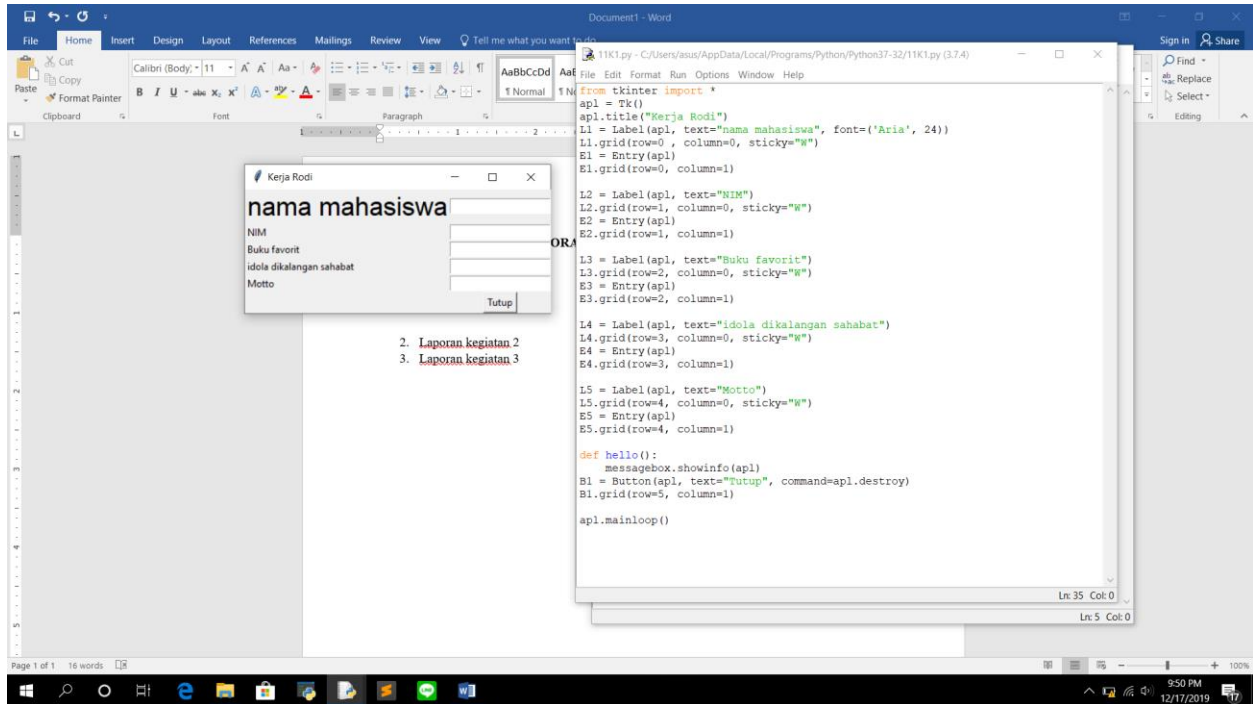 Document1 - Word
File Home Insert Design Layout References Mailings Review View Tell me what you want to do
Sign in Share
Paste
Cut
Copy
Format Painter
Clipboard
Calibri (Body) 11
Font
Paragraph
AaBbCcDd
¶ Normal
Find
Replace
Select
Editing
Kerja Rodi
nama mahasiswa
NIM
Buku favorit
idola dikalangan sahabat
Motto
Tutup
2. Laporan kegiatan 2
3. Laporan kegiatan 3
11K1.py - C:/Users/asus/AppData/Local/Programs/Python/Python37-32/11K1.py (3.7.4)
File Edit Format Run Options Window Help
from tkinter import *
apl = Tk()
apl.title("Kerja Rodi")
L1 = Label(apl, text="nama mahasiswa", font=('Aria', 24))
L1.grid(row=0 , column=0, sticky="W")
E1 = Entry(apl)
E1.grid(row=0, column=1)
L2 = Label(apl, text="NIM")
L2.grid(row=1, column=0, sticky="W")
E2 = Entry(apl)
E2.grid(row=1, column=1)
L3 = Label(apl, text="Buku favorit")
L3.grid(row=2, column=0, sticky="W")
E3 = Entry(apl)
E3.grid(row=2, column=1)
L4 = Label(apl, text="idola dikalangan sahabat")
L4.grid(row=3, column=0, sticky="W")
E4 = Entry(apl)
E4.grid(row=3, column=1)
L5 = Label(apl, text="Motto")
L5.grid(row=4, column=0, sticky="W")
E5 = Entry(apl)
E5.grid(row=4, column=1)
def hello():
    messagebox.showinfo(apl)
B1 = Button(apl, text="Tutup", command=apl.destroy)
B1.grid(row=5, column=1)
apl.mainloop()
Ln: 35 Col: 0
Ln: 5 Col: 0
Page 1 of 1 16 words
100%
9:50 PM
12/17/2019